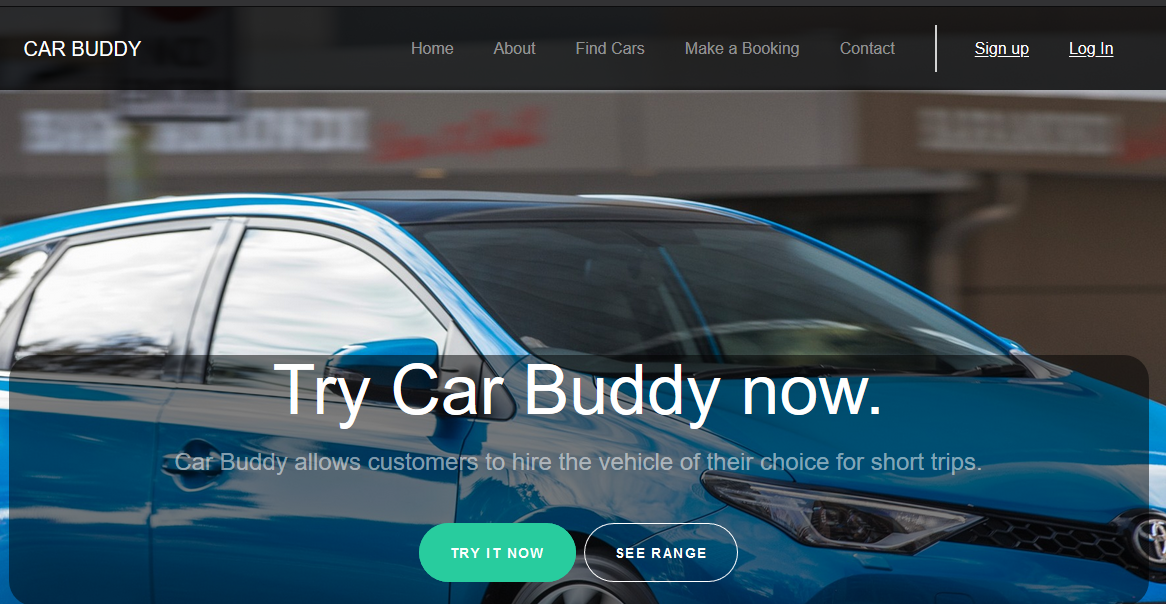 CAR BUDDY
Home About Find Cars Make a Booking Contact Sign up Log In
Try Car Buddy now.
Car Buddy allows customers to hire the vehicle of their choice for short trips.
TRY IT NOW SEE RANGE